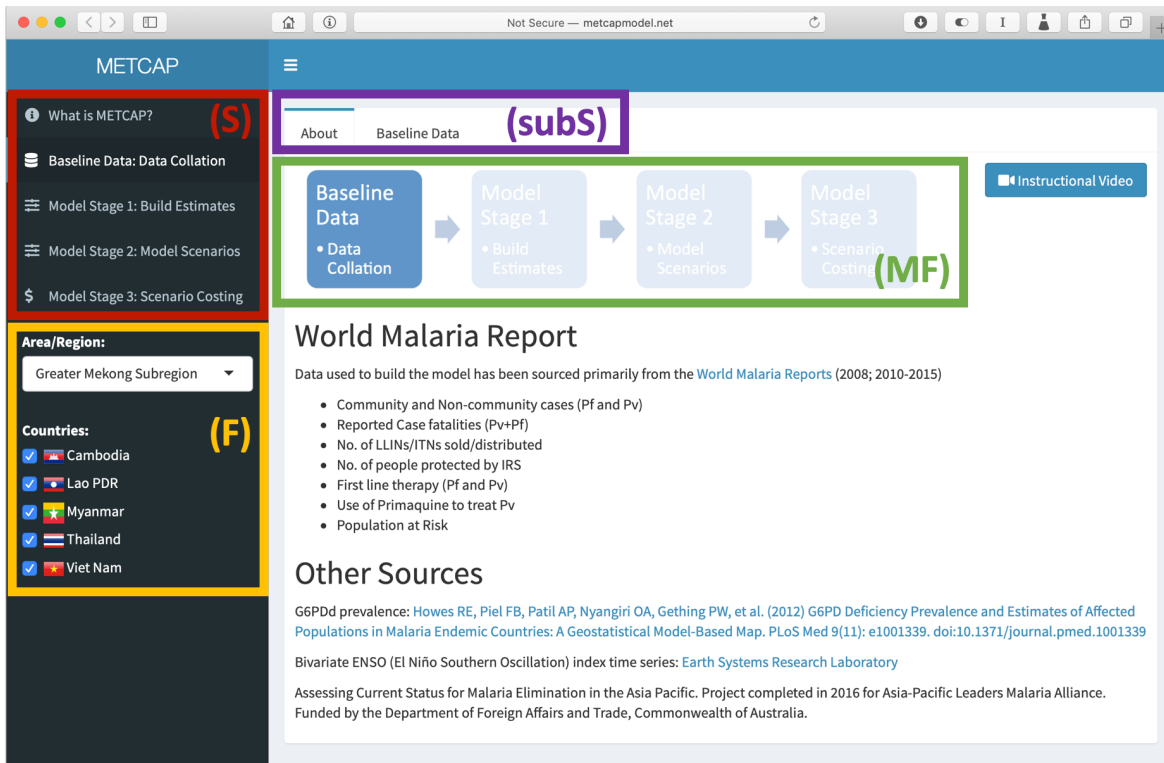 Not Secure — metcapmodel.net
METCAP
What is METCAP?
(S)
Baseline Data: Data Collation
Model Stage 1: Build Estimates
Model Stage 2: Model Scenarios
$ Model Stage 3: Scenario Costing
Area/Region:
Greater Mekong Subregion
Countries:
(F)
Cambodia
Lao PDR
Myanmar
Thailand
Viet Nam
About
Baseline Data
(subS)
Baseline
Data
• Data
Collation
Model
Stage 1
• Build
Estimates
Model
Stage 2
• Model
Scenarios
Model
Stage 3
• Scenario
Costing
(MF)
Instructional Video
World Malaria Report
Data used to build the model has been sourced primarily from the World Malaria Reports (2008; 2010-2015)
• Community and Non-community cases (Pf and Pv)
• Reported Case fatalities (Pv+Pf)
• No. of LLINs/ITNs sold/distributed
• No. of people protected by IRS
• First line therapy (Pf and Pv)
• Use of Primaquine to treat Pv
• Population at Risk
Other Sources
G6PDd prevalence: Howes RE, Piel FB, Patil AP, Nyangiri OA, Gething PW, et al. (2012) G6PD Deficiency Prevalence and Estimates of Affected
Populations in Malaria Endemic Countries: A Geostatistical Model-Based Map. PLoS Med 9(11): e1001339. doi:10.1371/journal.pmed.1001339
Bivariate ENSO (El Niño Southern Oscillation) index time series: Earth Systems Research Laboratory
Assessing Current Status for Malaria Elimination in the Asia Pacific. Project completed in 2016 for Asia-Pacific Leaders Malaria Alliance.
Funded by the Department of Foreign Affairs and Trade, Commonwealth of Australia.